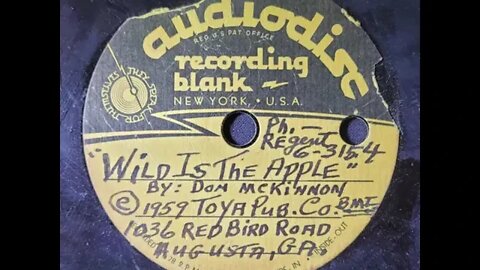 audiodisc
REG. U.S. PAT. OFFICE
recording
blank
NEW YORK, • U.S.A.
Ph.—
REgent
6-3154
"WILD IS THE APPLE"
BY: DON MCKINNON
© 1959 TOYA PUB. CO. BMI
1036 RED BIRD ROAD
AUGUSTA, GA.
OUT